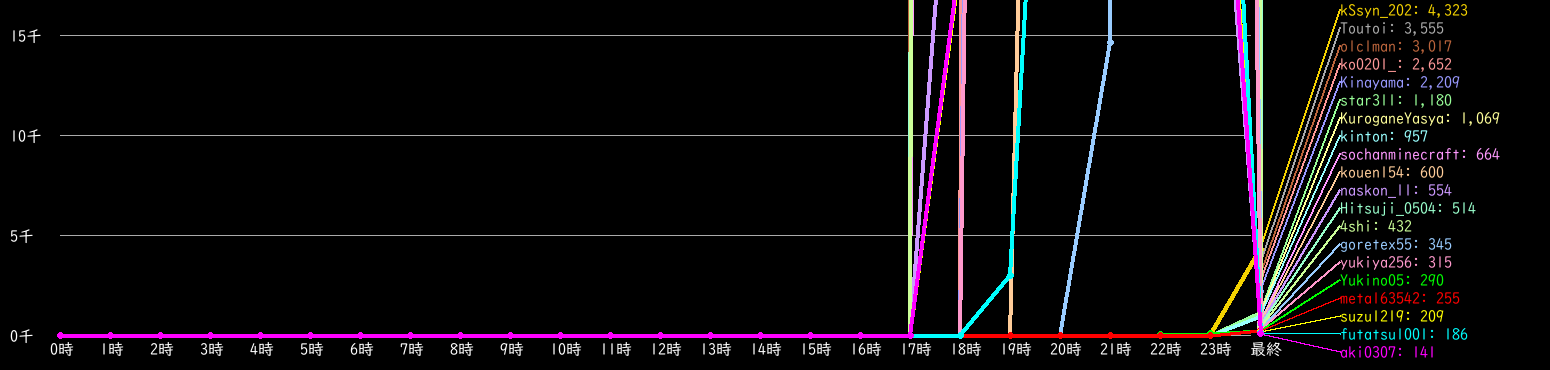 15千
10千
5千
0千
0時 1時 2時 3時 4時 5時 6時 7時 8時 9時 10時 11時 12時 13時 14時 15時 16時 17時 18時 19時 20時 21時 22時 23時 最終
kSsyn_202: 4,323
Toutoi: 3,555
olc1man: 3,017
ko0201_: 2,652
Kinayama: 2,209
star311: 1,180
KuroganeYasya: 1,069
kinton: 957
sochanminecraft: 664
kouen154: 600
naskon_11: 554
Hitsuji_0504: 514
4shi: 432
goretex55: 345
yukiya256: 315
Yukino05: 290
metal63542: 255
suzu1219: 209
futatsu1001: 186
aki0307: 141